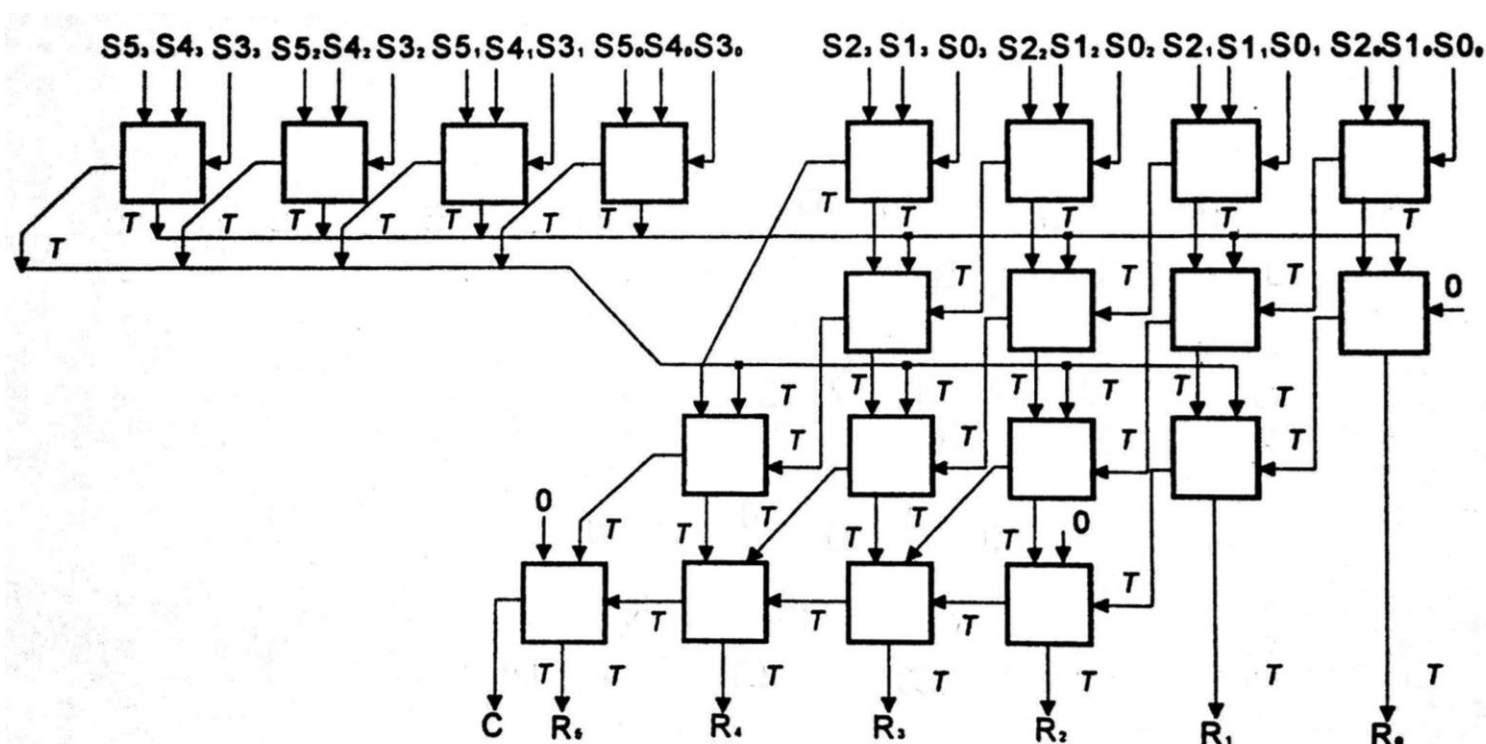 S5₃ S4₃ S3₃ S5₂ S4₂ S3₂ S5₁ S4₁ S3₁ S5₀ S4₀ S3₀ S2₃ S1₃ S0₃ S2₂ S1₂ S0₂ S2₁ S1₁ S0₁ S2₀ S1₀ S0₀
T T T T T T T T T T T T
T T T 0
T T T T T T T
T T T T
0 T T T T T T 0
T
T T T
T T T T T T T
C R₅ R₄ R₃ R₂ R₁ R₀